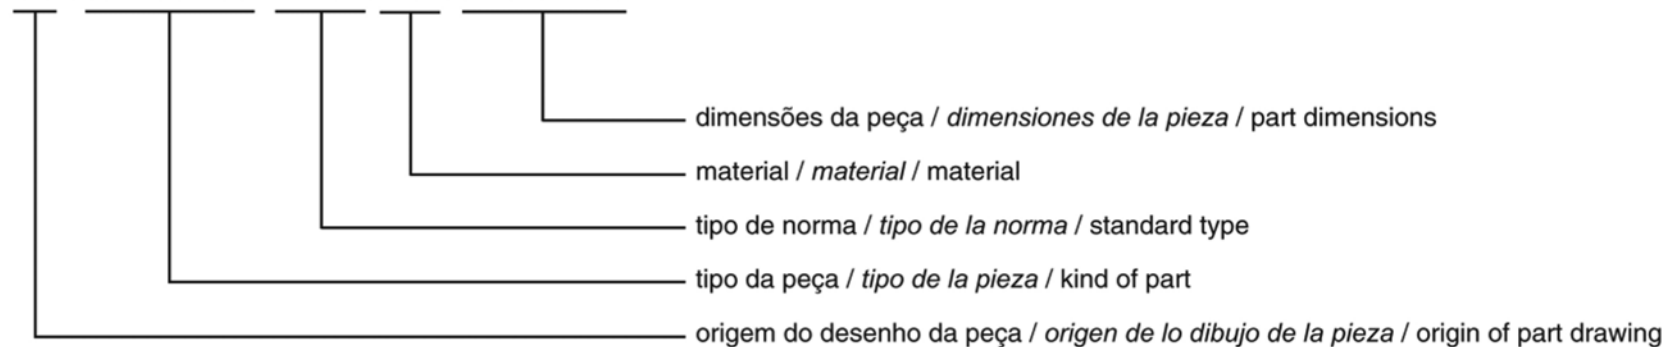 dimensões da peça / dimensiones de la pieza / part dimensions
material / material / material
tipo de norma / tipo de la norma / standard type
tipo da peça / tipo de la pieza / kind of part
origem do desenho da peça / origen de lo dibujo de la pieza / origin of part drawing